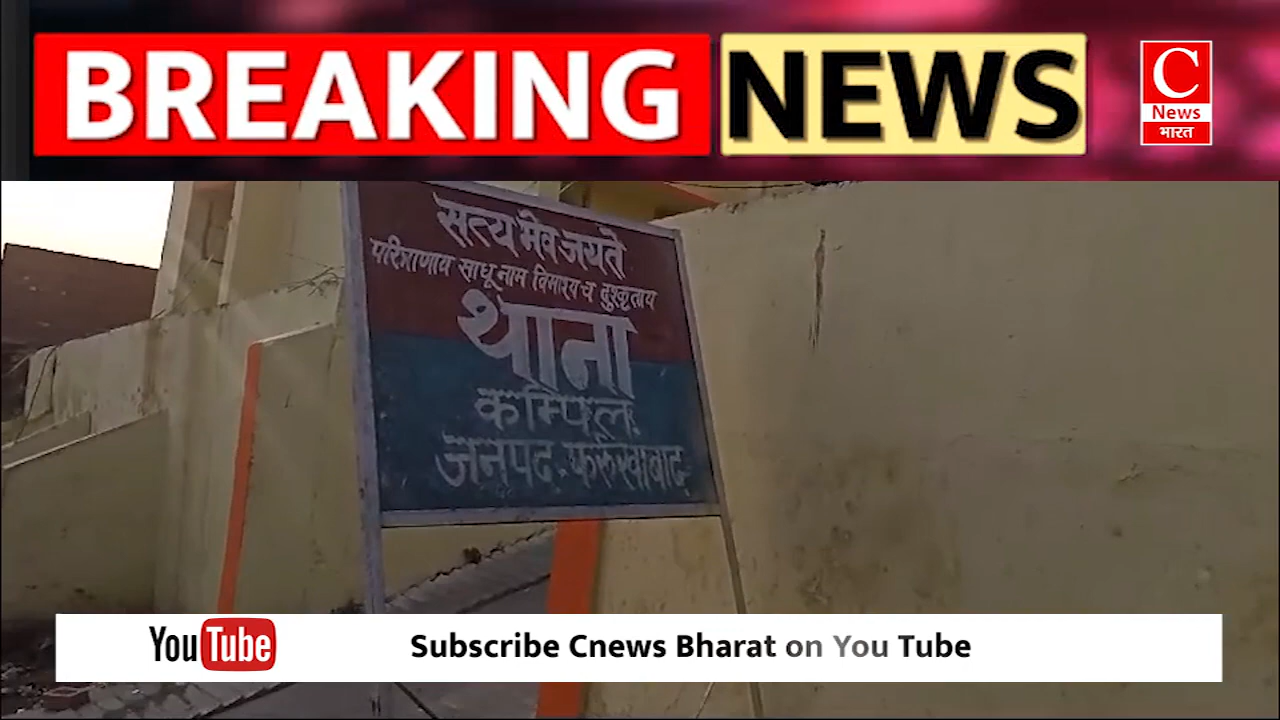 BREAKING NEWS
C
News
भारत
सत्यमेव जयते
परित्राणाय साधूनाम विनाश्य च दुश्कृताय
थाना
कम्पिल.
जनपद-फर्रुखाबाद
YouTube
Subscribe Cnews Bharat on You Tube